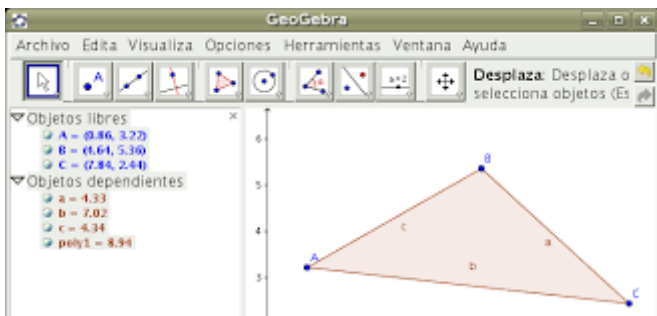 GeoGebra
Archivo Edita Visualiza Opciones Herramientas Ventana Ayuda
A
a=2
Desplaza: Desplaza o
selecciona objetos (Es
Objetos libres
A = (0.86, 3.22)
B = (4.64, 5.36)
C = (7.84, 2.44)
Objetos dependientes
a = 4.33
b = 7.02
c = 4.34
poly1 = 8.94
6
5
4
3
B
c
a
A
b
C